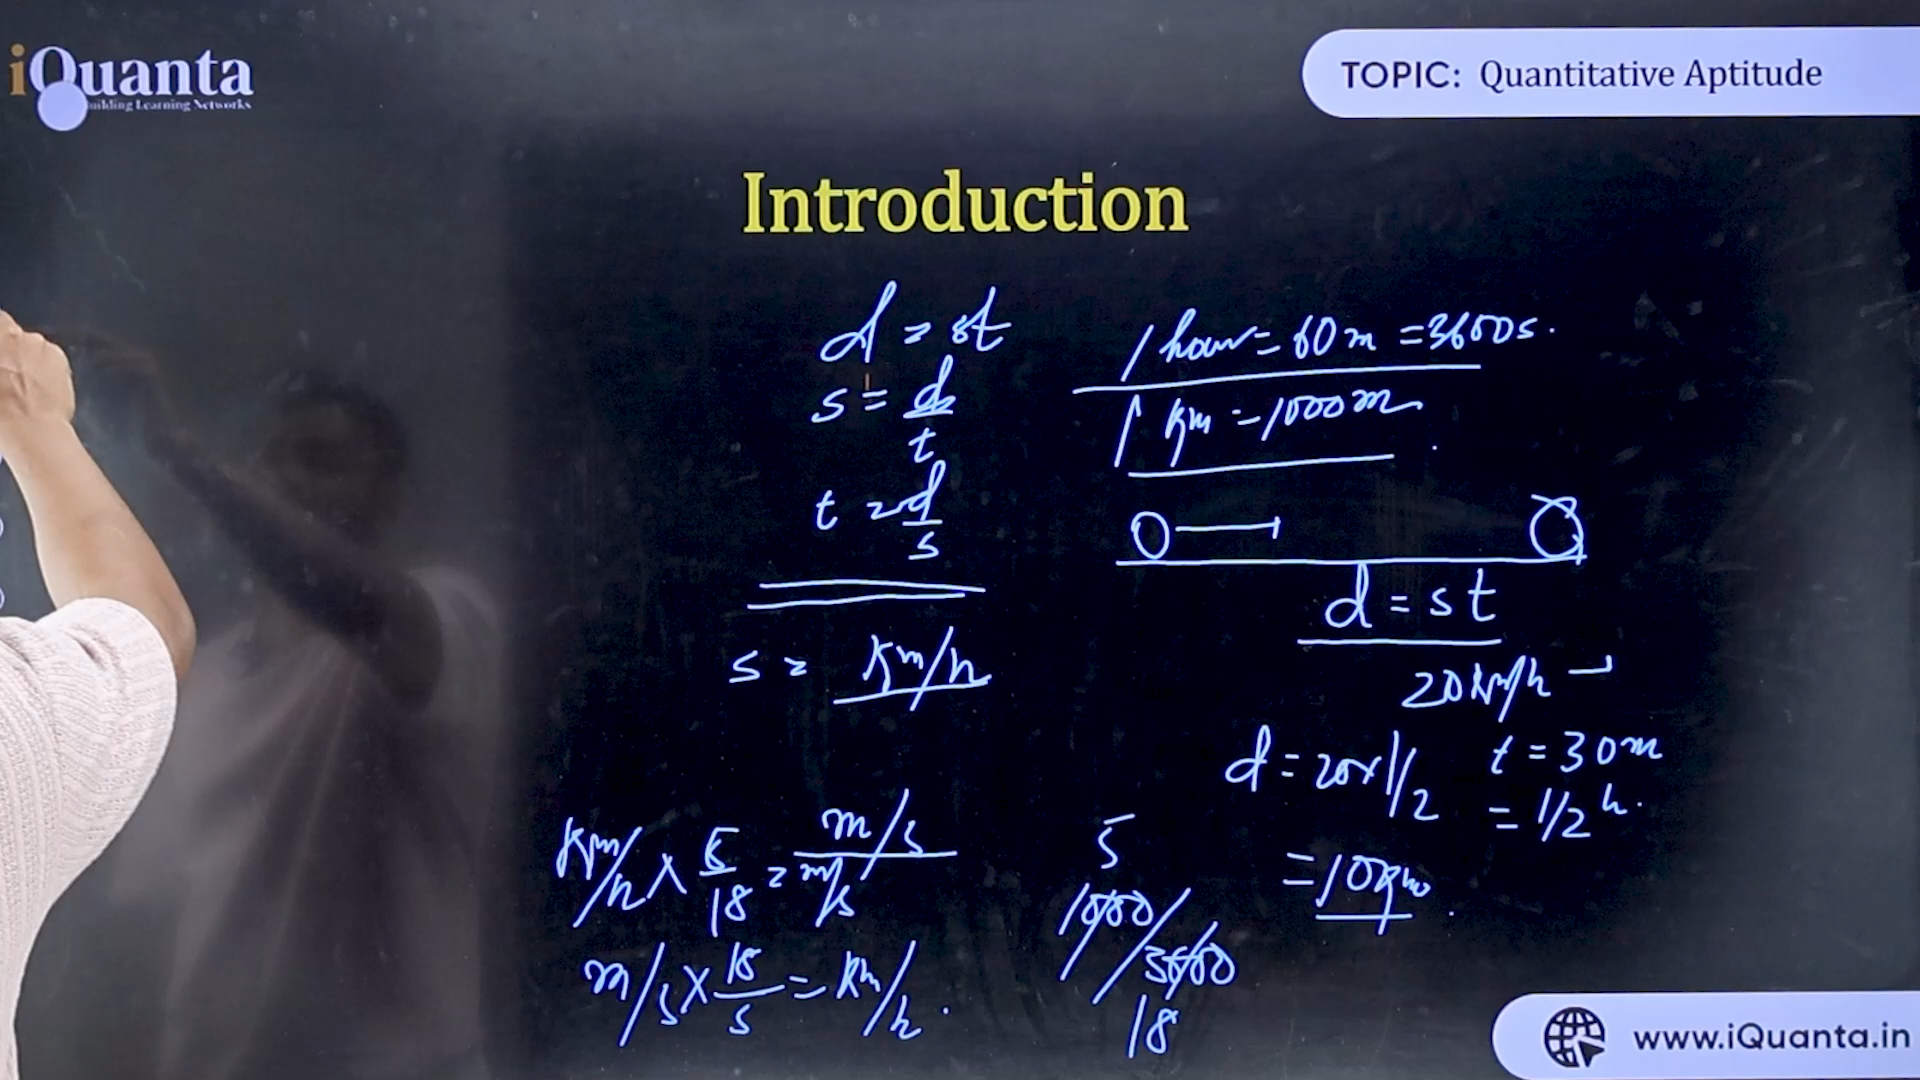 iQuanta
uilding Learning Networks
TOPIC: Quantitative Aptitude
Introduction
d = st
s = d/t
t = d/s
s = km/h
km/h × 5/18 = m/s
m/s
m/s × 18/5 = km/h.
1 hour = 60 m = 3600 s.
1 km = 1000 m
d = st
20 km/h
t = 30 m
= 1/2 h.
d = 20 × 1/2
= 10 km.
5
1000/3600
18
www.iQuanta.in